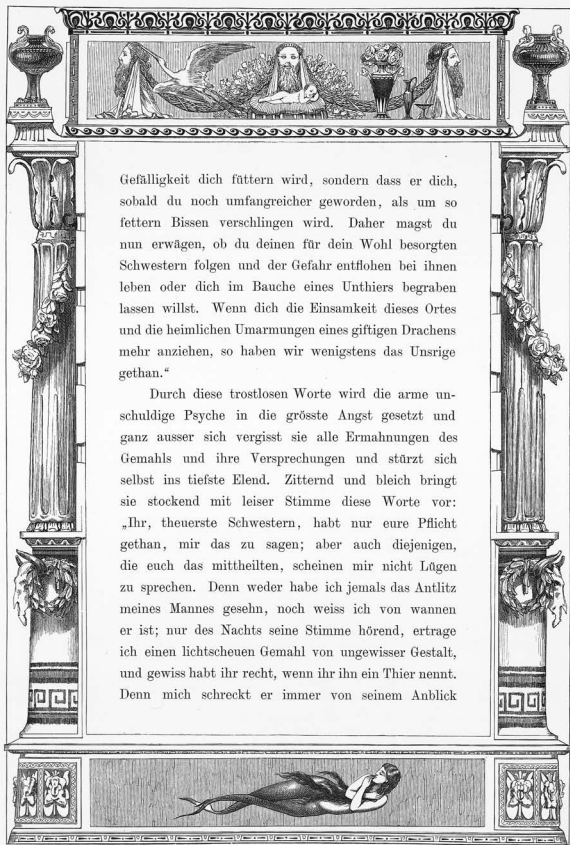 Gefälligkeit dich füttern wird, sondern dass er dich,
sobald du noch umfangreicher geworden, als um so
fettern Bissen verschlingen wird. Daher magst du
nun erwägen, ob du deinen für dein Wohl besorgten
Schwestern folgen und der Gefahr entflohen bei ihnen
leben oder dich im Bauche eines Unthiers begraben
lassen willst. Wenn dich die Einsamkeit dieses Ortes
und die heimlichen Umarmungen eines giftigen Drachens
mehr anziehen, so haben wir wenigstens das Unsrige
gethan.“
Durch diese trostlosen Worte wird die arme un-
schuldige Psyche in die grösste Angst gesetzt und
ganz ausser sich vergisst sie alle Ermahnungen des
Gemahls und ihre Versprechungen und stürzt sich
selbst ins tiefste Elend. Zitternd und bleich bringt
sie stockend mit leiser Stimme diese Worte vor:
„Ihr, theuerste Schwestern, habt nur eure Pflicht
gethan, mir das zu sagen; aber auch diejenigen,
die euch das mittheilten, scheinen mir nicht Lügen
zu sprechen. Denn weder habe ich jemals das Antlitz
meines Mannes gesehn, noch weiss ich von wannen
er ist; nur des Nachts seine Stimme hörend, ertrage
ich einen lichtscheuen Gemahl von ungewisser Gestalt,
und gewiss habt ihr recht, wenn ihr ihn ein Thier nennt.
Denn mich schreckt er immer von seinem Anblick